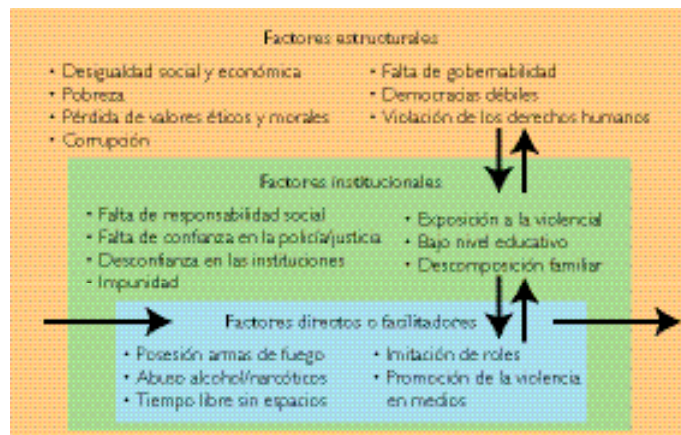 Factores estructurales
• Desigualdad social y económica
• Pobreza
• Pérdida de valores éticos y morales
• Corrupción
• Falta de gobernabilidad
• Democracias débiles
• Violación de los derechos humanos
Factores institucionales
• Falta de responsabilidad social
• Falta de confianza en la policía/justicia
• Desconfianza en las instituciones
• Impunidad
• Exposición a la violencial
• Bajo nivel educativo
• Descomposición familiar
Factores directos o facilitadores
• Posesión armas de fuego
• Abuso alcohol/narcóticos
• Tiempo libre sin espacios
• Imitación de roles
• Promoción de la violencia
en medios